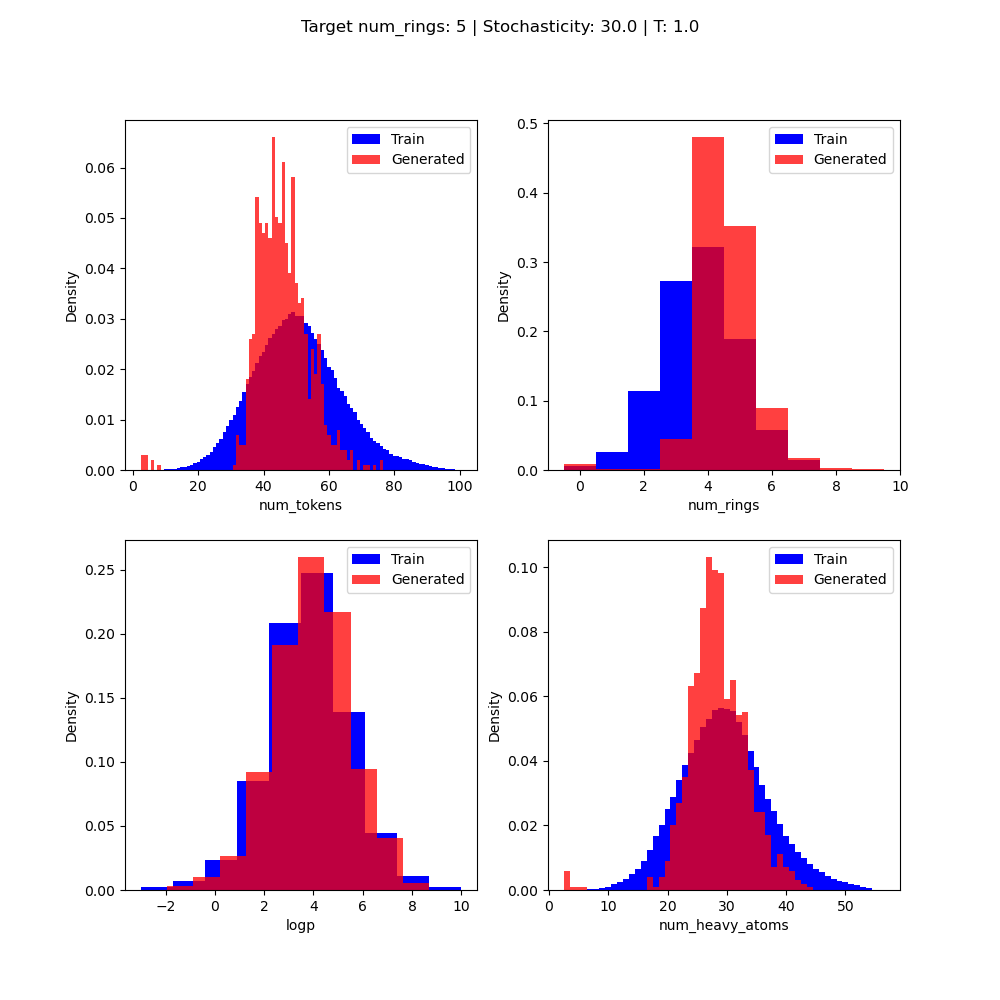 Target num_rings: 5 | Stochasticity: 30.0 | T: 1.0
Train
Generated
Density
0.00
0.01
0.02
0.03
0.04
0.05
0.06
0
20
40
60
80
100
num_tokens
Train
Generated
Density
0.0
0.1
0.2
0.3
0.4
0.5
0
2
4
6
8
10
num_rings
Train
Generated
Density
0.00
0.05
0.10
0.15
0.20
0.25
−2
0
2
4
6
8
10
logp
Train
Generated
Density
0.00
0.02
0.04
0.06
0.08
0.10
0
10
20
30
40
50
num_heavy_atoms